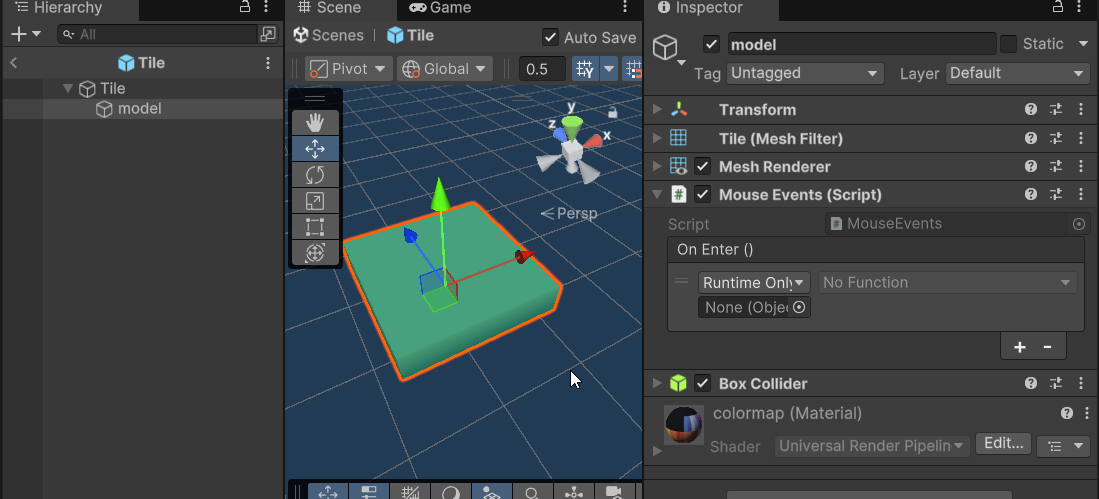 Hierarchy
All
Tile
Tile
model
Scene
Game
Scenes
Tile
Auto Save
Pivot
Global
0.5
y
z
x
Persp
Inspector
model
Static
Tag
Untagged
Layer
Default
Transform
Tile (Mesh Filter)
Mesh Renderer
#
Mouse Events (Script)
Script
MouseEvents
On Enter ()
Runtime Only
No Function
None (Obje
+ -
Box Collider
colormap (Material)
Shader
Universal Render Pipelin
Edit...